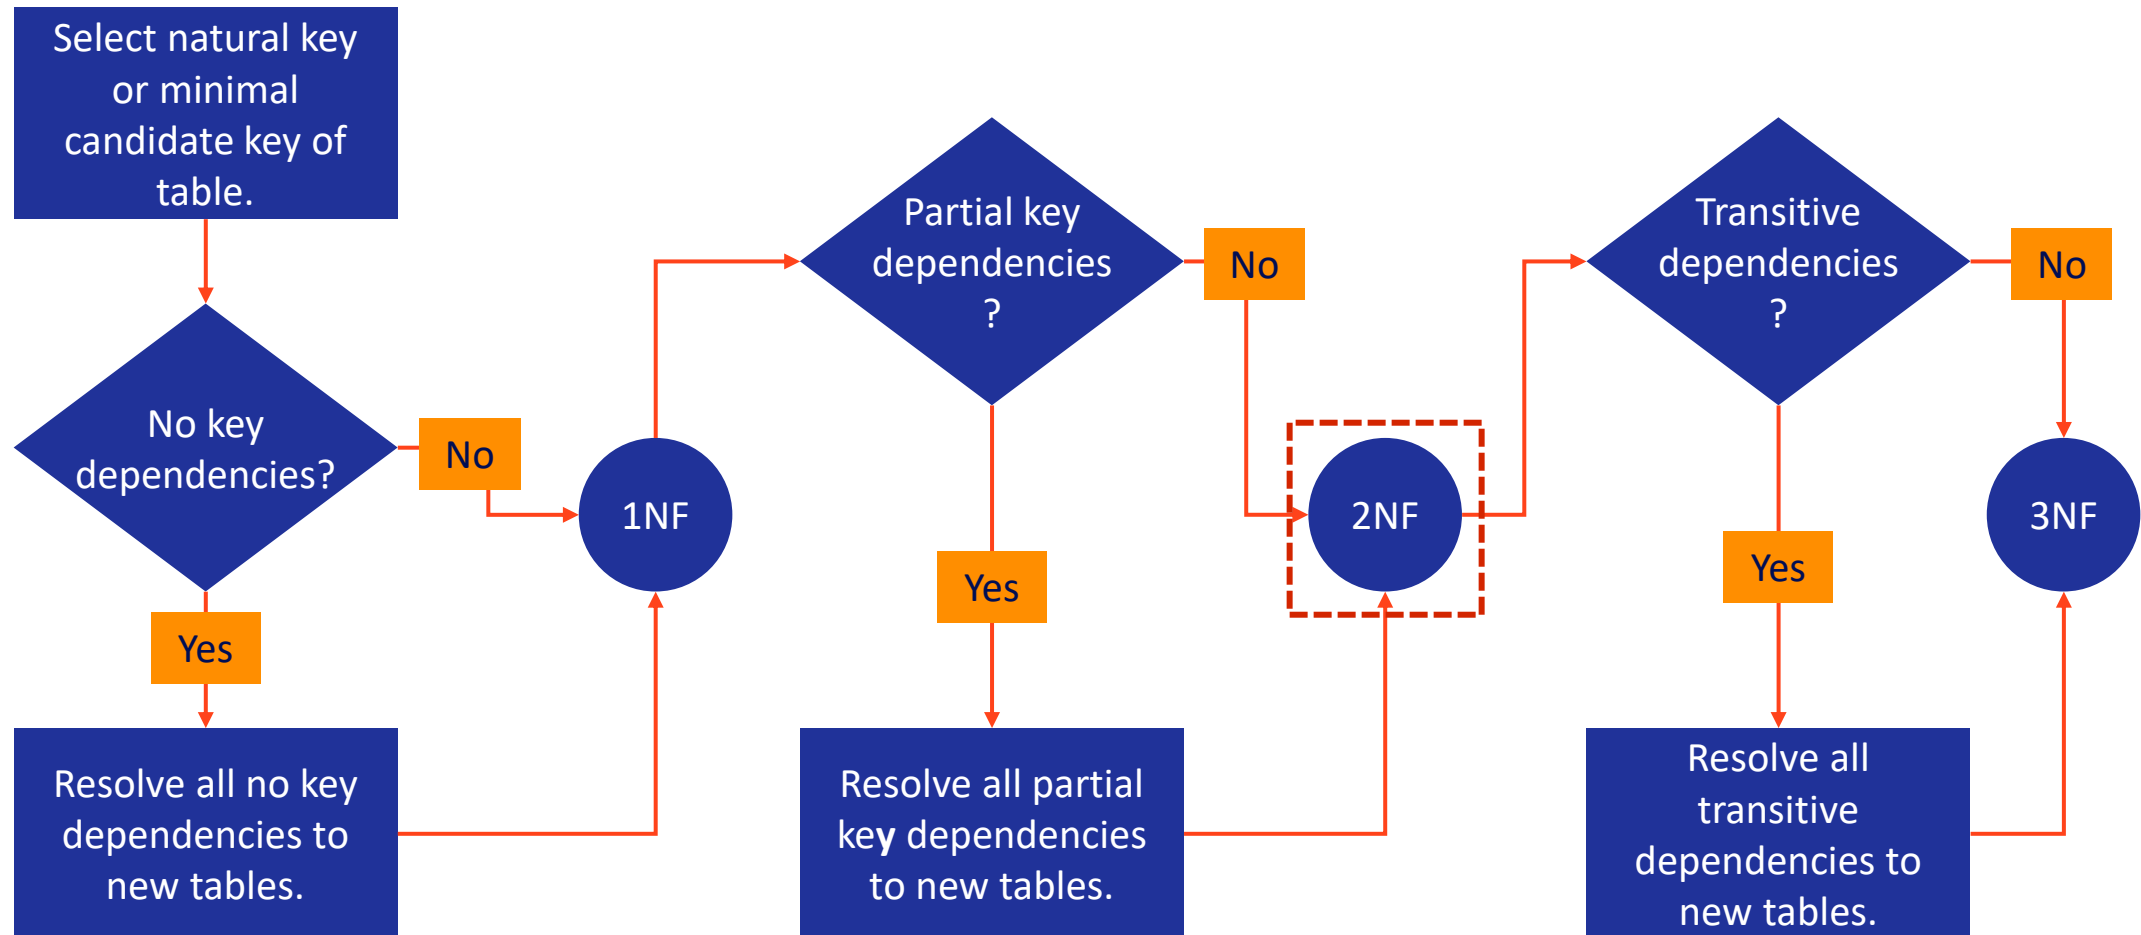 Select natural key
or minimal
candidate key of
table.
No key
dependencies?
No
Yes
Resolve all no key
dependencies to
new tables.
1NF
Partial key
dependencies
?
No
Yes
Resolve all partial
key dependencies
to new tables.
2NF
Transitive
dependencies
?
No
Yes
Resolve all
transitive
dependencies to
new tables.
3NF